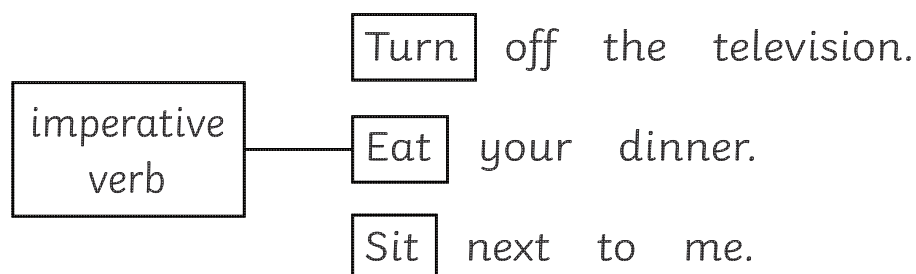 imperative
verb
Turn off the television.
Eat your dinner.
Sit next to me.